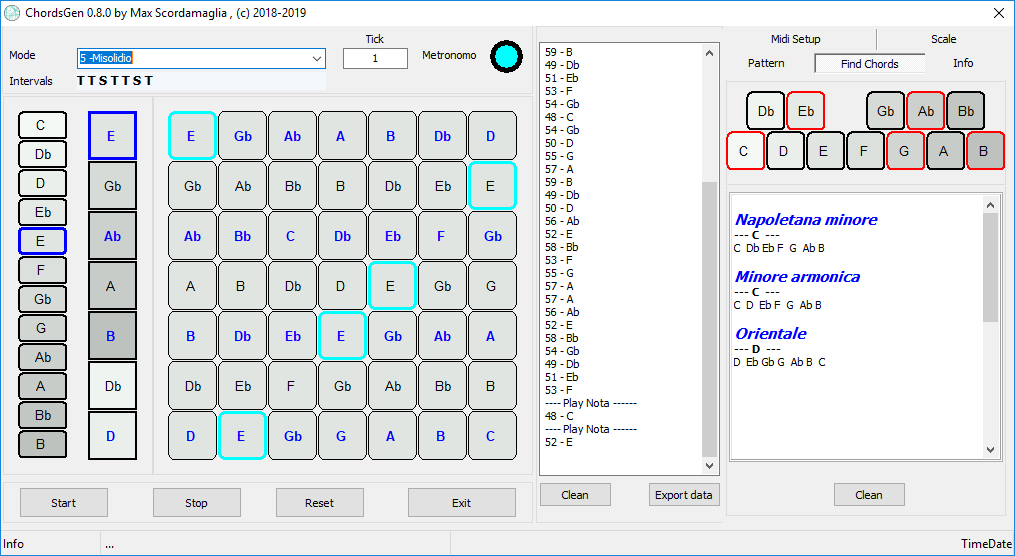 ChordsGen 0.8.0 by Max Scordamaglia , (c) 2018-2019
Mode
5 -Misolidio
Tick
1
Metronomo
Intervals
T T S T T S T
C
Db
D
Eb
E
F
Gb
G
Ab
A
Bb
B
E
Gb
Ab
A
B
Db
D
E Gb Ab A B Db D
Gb Ab Bb B Db Eb E
Ab Bb C Db Eb F Gb
A B Db D E Gb G
B Db Eb E Gb Ab A
Db Eb F Gb Ab Bb B
D E Gb G A B C
Start Stop Reset Exit
59 - B
49 - Db
51 - Eb
53 - F
54 - Gb
48 - C
54 - Gb
50 - D
55 - G
57 - A
59 - B
49 - Db
50 - D
56 - Ab
52 - E
58 - Bb
53 - F
55 - G
57 - A
57 - A
56 - Ab
52 - E
58 - Bb
54 - Gb
49 - Db
51 - Eb
53 - F
---- Play Nota ------
48 - C
---- Play Nota ------
52 - E
Clean Export data
Midi Setup Scale
Pattern Find Chords Info
Db Eb Gb Ab Bb
C D E F G A B
Napoletana minore
--- C ---
C Db Eb F G Ab B
Minore armonica
--- C ---
C D Eb F G Ab B
Orientale
--- D ---
D Eb Gb G Ab B C
Clean
Info ... TimeDate